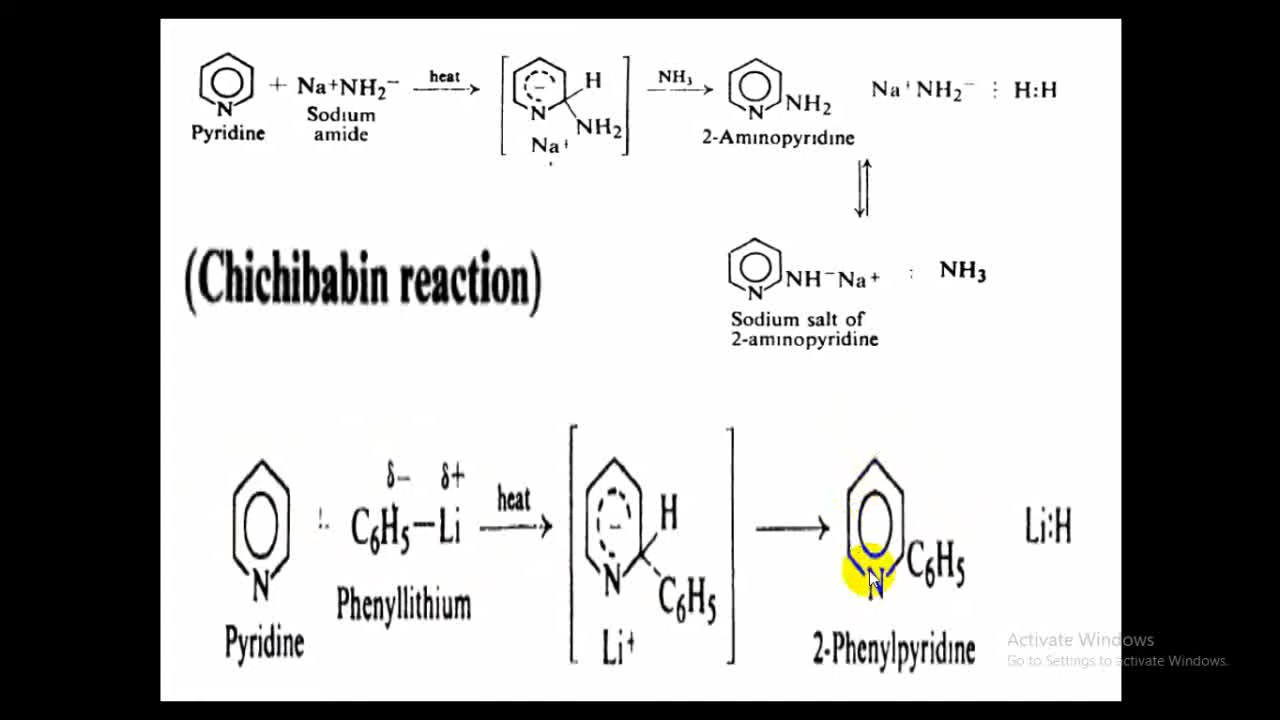 N
Pyridine
+ Na+NH2−
Sodium
amide
heat
N
H
NH2
Na+
NH3
N
NH2
2-Aminopyridine
Na+NH2− : H:H
N
NH−Na+ : NH3
Sodium salt of
2-aminopyridine
(Chichibabin reaction)
N
Pyridine
δ− δ+
C6H5−Li
Phenyllithium
heat
N
H
C6H5
Li+
N
C6H5
2-Phenylpyridine
Li:H
Activate Windows
Go to Settings to activate Windows.